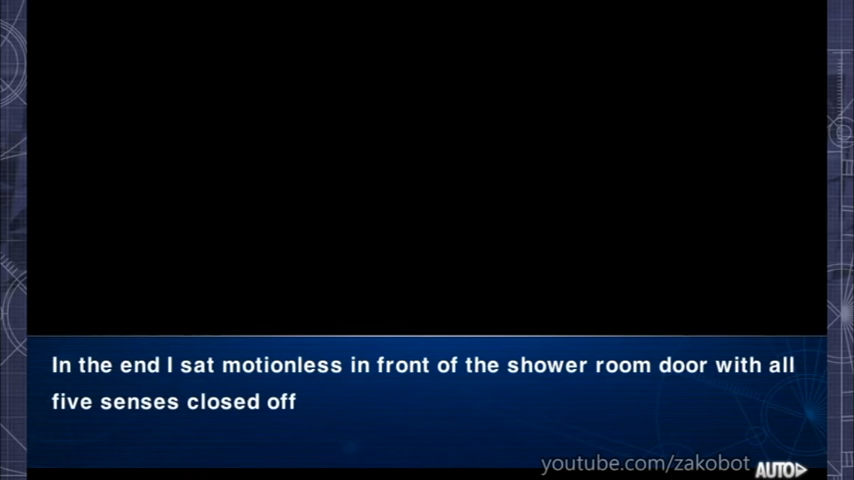 In the end I sat motionless in front of the shower room door with all
five senses closed off
youtube.com/zakobot
AUTO